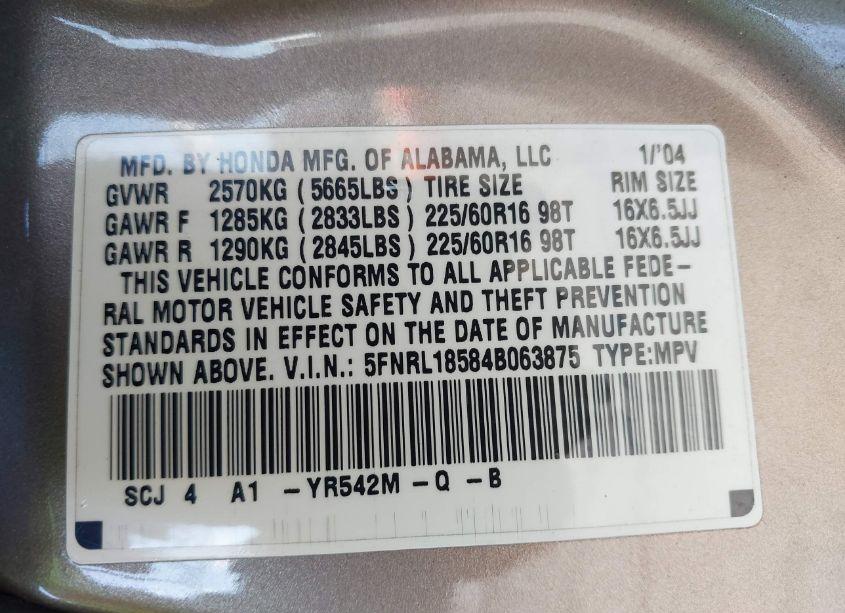 MFD. BY HONDA MFG. OF ALABAMA, LLC 1/'04
GVWR 2570KG (5665LBS) TIRE SIZE RIM SIZE
GAWR F 1285KG (2833LBS) 225/60R16 98T 16X6.5JJ
GAWR R 1290KG (2845LBS) 225/60R16 98T 16X6.5JJ
THIS VEHICLE CONFORMS TO ALL APPLICABLE FEDE-
RAL MOTOR VEHICLE SAFETY AND THEFT PREVENTION
STANDARDS IN EFFECT ON THE DATE OF MANUFACTURE
SHOWN ABOVE. V.I.N.: 5FNRL18584B063875 TYPE:MPV
SCJ 4 A1 -YR542M -Q -B